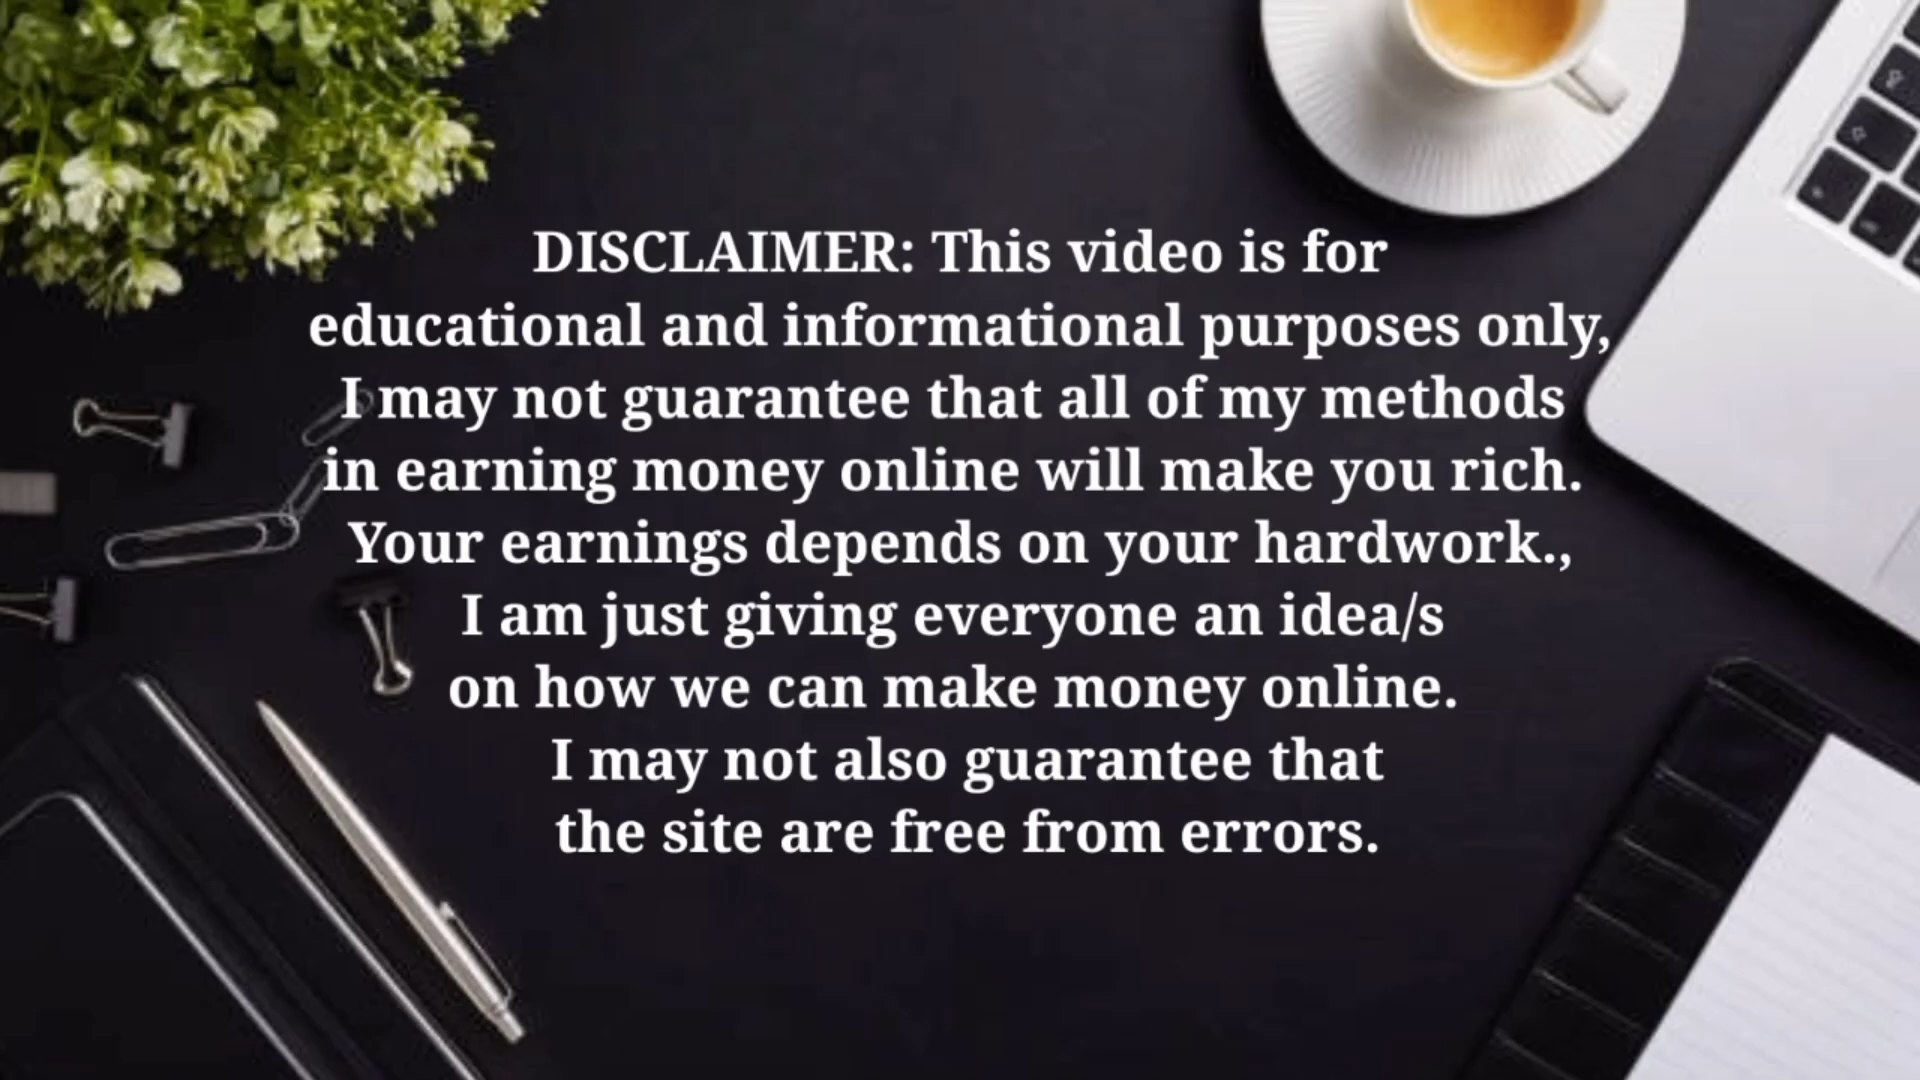 DISCLAIMER: This video is for
educational and informational purposes only,
I may not guarantee that all of my methods
in earning money online will make you rich.
Your earnings depends on your hardwork.,
I am just giving everyone an idea/s
on how we can make money online.
I may not also guarantee that
the site are free from errors.